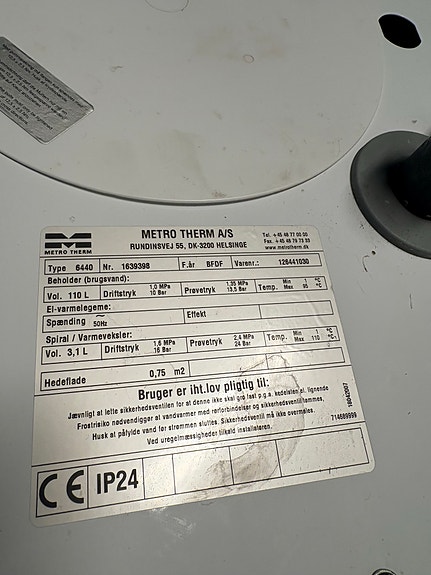 METRO THERM
METRO THERM A/S
RUNDINSVEJ 55, DK-3200 HELSINGE
Tel. +45 48 77 00 00
Fax. +45 48 79 73 33
www.metrotherm.dk
Type 6440 Nr. 1639398 F.år BFDF Varenr.: 126441030
Beholder (brugsvand):
Vol. 110 L Driftstryk 1,0 MPa 10 Bar Prøvetryk 1,35 MPa 13,5 Bar Temp. Min 1 °C Max 95 °C
El-varmelegeme:
Spænding ~ 50Hz Effekt
Spiral / Varmeveksler:
Vol. 3,1 L Driftstryk 1,6 MPa 16 Bar Prøvetryk 2,4 MPa 24 Bar Temp. Min 1 °C Max 110 °C
Hedeflade 0,75 m2
Bruger er iht.lov pligtig til:
Jævnligt at lette sikkerhedsventilen for at denne ikke skal gro fast p.g.a. kedelsten el. lignende
Frostrisiko nødvendiggør at vandvarmer med rørforbindelser og sikkerhedsventil tømmes.
Husk at påfylde vand før strømmen sluttes. Sikkerhedsventil må ikke overmales.
Ved uregelmæssigheder tilkald installatøren.
714689999
CE IP24